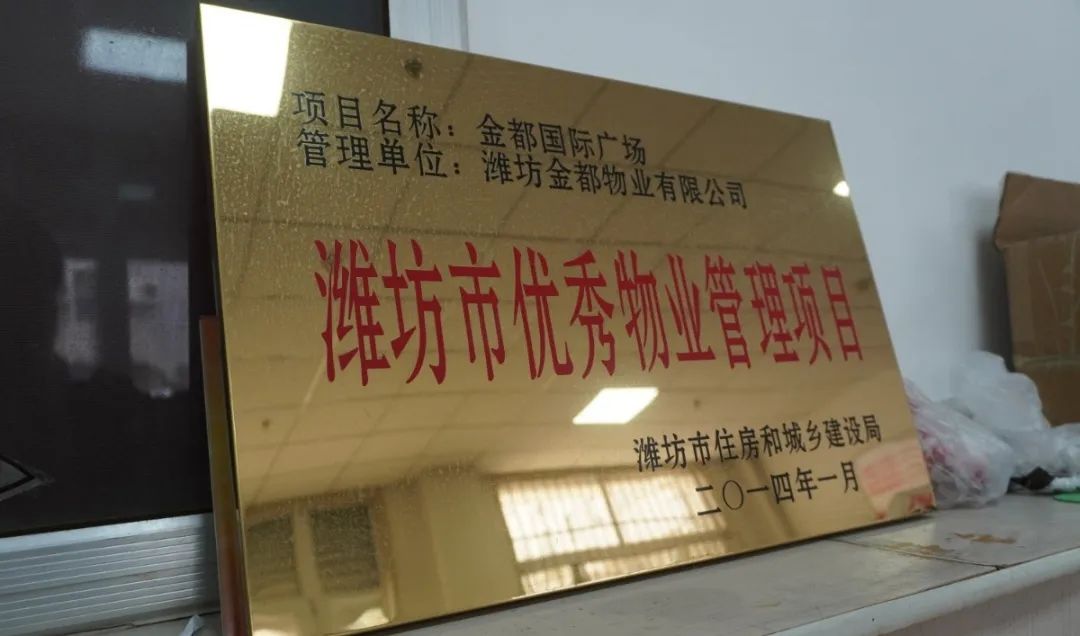 项目名称：金都国际广场
管理单位：潍坊金都物业有限公司
潍坊市优秀物业管理项目
潍坊市住房和城乡建设局
二〇一四年一月